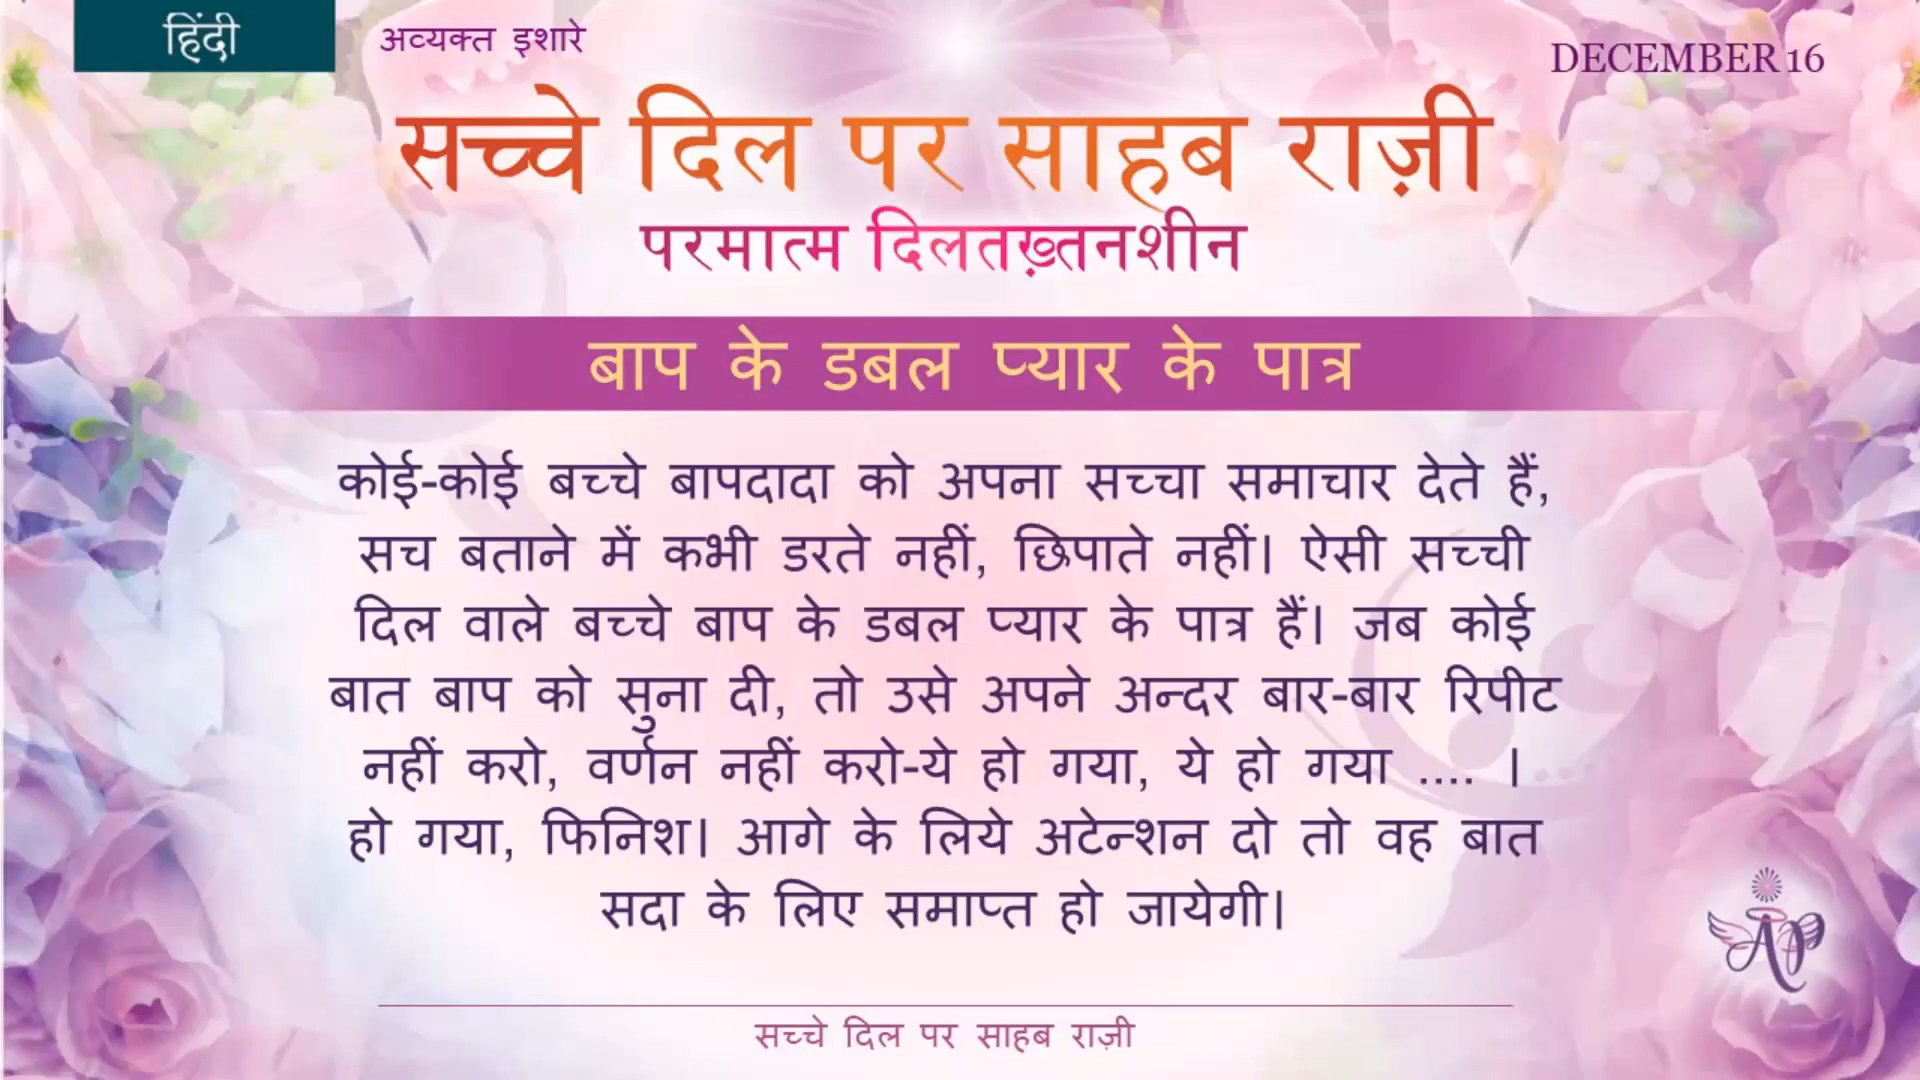 हिंदी
अव्यक्त इशारे
DECEMBER 16
सच्चे दिल पर साहब राज़ी
परमात्म दिलतख़्तनशीन
बाप के डबल प्यार के पात्र
कोई-कोई बच्चे बापदादा को अपना सच्चा समाचार देते हैं,
सच बताने में कभी डरते नहीं, छिपाते नहीं। ऐसी सच्ची
दिल वाले बच्चे बाप के डबल प्यार के पात्र हैं। जब कोई
बात बाप को सुना दी, तो उसे अपने अन्दर बार-बार रिपीट
नहीं करो, वर्णन नहीं करो-ये हो गया, ये हो गया .... ।
हो गया, फिनिश। आगे के लिये अटेन्शन दो तो वह बात
सदा के लिए समाप्त हो जायेगी।
AP
सच्चे दिल पर साहब राज़ी